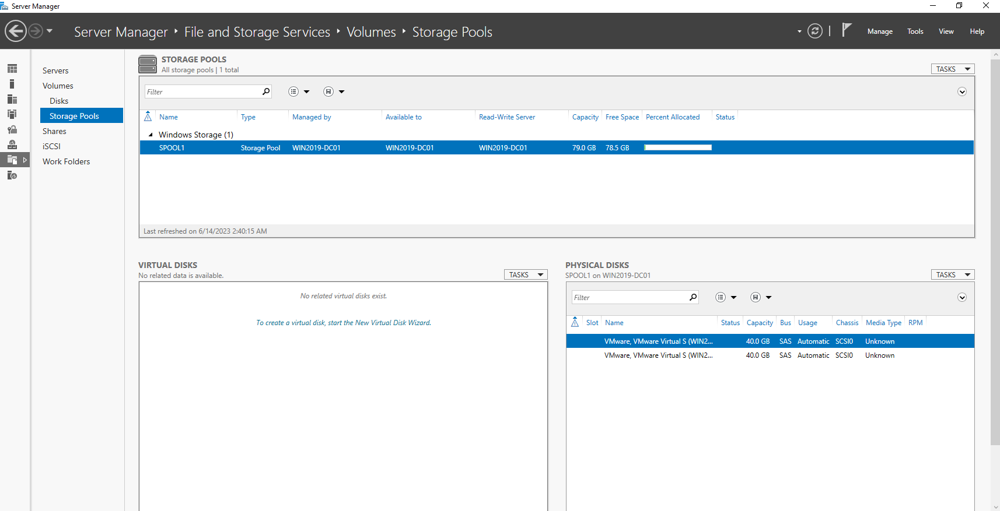 Server Manager
Server Manager ‣ File and Storage Services ‣ Volumes ‣ Storage Pools
Manage Tools View Help
Servers
Volumes
Disks
Storage Pools
Shares
iSCSI
Work Folders
STORAGE POOLS
All storage pools | 1 total
TASKS
Filter
Name Type Managed by Available to Read-Write Server Capacity Free Space Percent Allocated Status
Windows Storage (1)
SPOOL1 Storage Pool WIN2019-DC01 WIN2019-DC01 WIN2019-DC01 79.0 GB 78.5 GB
Last refreshed on 6/14/2023 2:40:15 AM
VIRTUAL DISKS
No related data is available.
TASKS
No related virtual disks exist.
To create a virtual disk, start the New Virtual Disk Wizard.
PHYSICAL DISKS
SPOOL1 on WIN2019-DC01
TASKS
Filter
Slot Name Status Capacity Bus Usage Chassis Media Type RPM
VMware, VMware Virtual S (WIN2... 40.0 GB SAS Automatic SCSI0 Unknown
VMware, VMware Virtual S (WIN2... 40.0 GB SAS Automatic SCSI0 Unknown